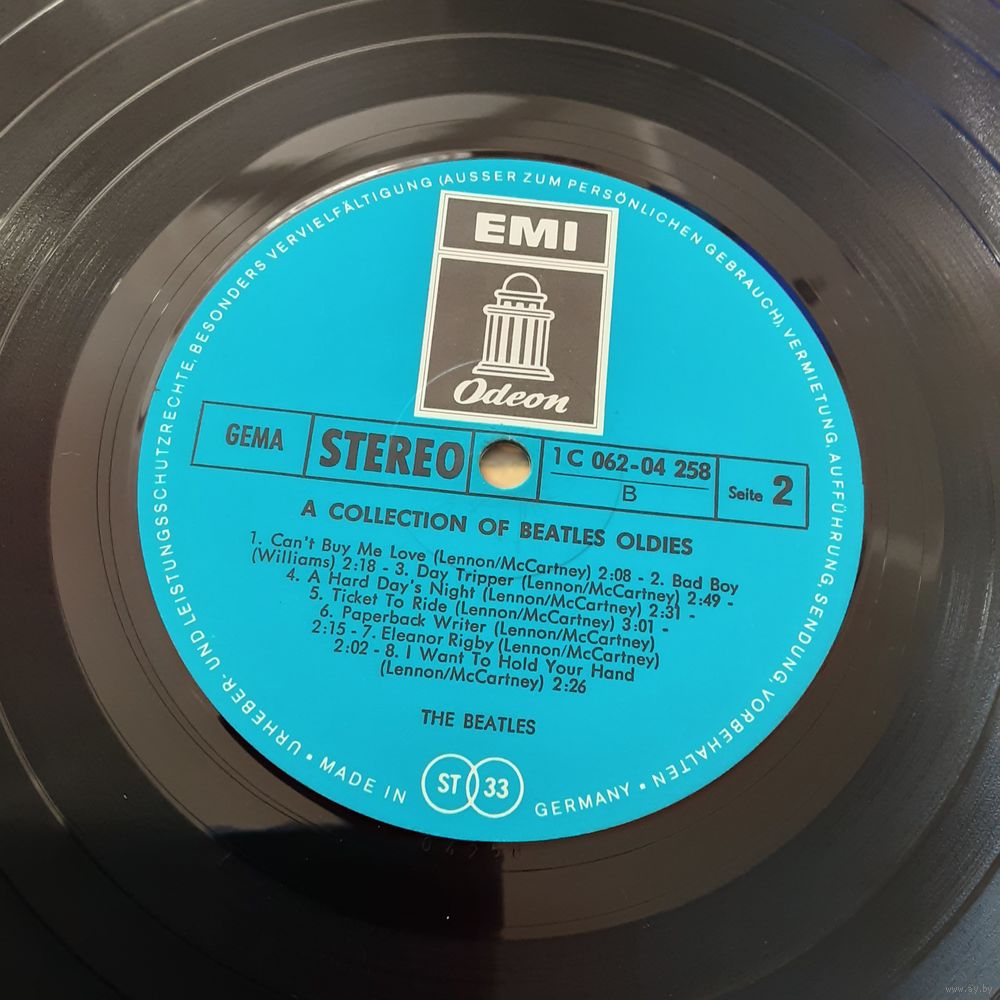 URHEBER- UND LEISTUNGSSCHUTZRECHTE, BESONDERS VERVIELFÄLTIGUNG (AUSSER ZUM PERSÖNLICHEN GEBRAUCH), VERMIETUNG, AUFFÜHRUNG, SENDUNG, VORBEHALTEN
EMI
Odeon
GEMA STEREO 1 C 062-04 258 Seite 2
B
A COLLECTION OF BEATLES OLDIES
1. Can't Buy Me Love (Lennon/McCartney) 2:08 - 2. Bad Boy
(Williams) 2:18 - 3. Day Tripper (Lennon/McCartney) 2:49 -
4. A Hard Day's Night (Lennon/McCartney) 2:31 -
5. Ticket To Ride (Lennon/McCartney) 3:01 -
6. Paperback Writer (Lennon/McCartney)
2:15 - 7. Eleanor Rigby (Lennon/McCartney)
2:02 - 8. I Want To Hold Your Hand
(Lennon/McCartney) 2:26
THE BEATLES
MADE IN ST 33 GERMANY
www.ay.by